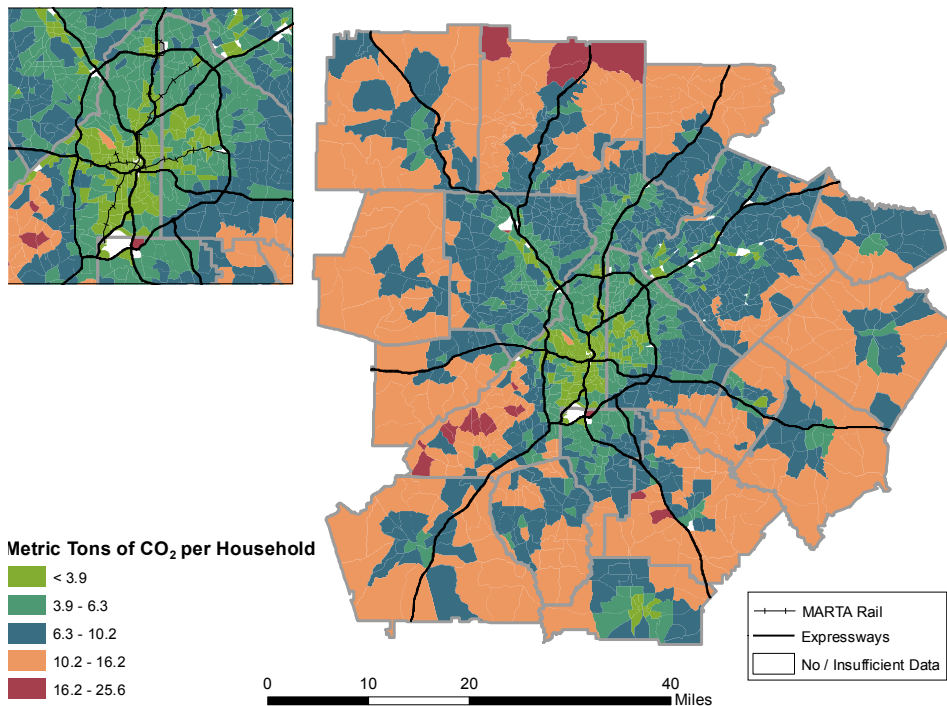 Metric Tons of CO₂ per Household
< 3.9
3.9 - 6.3
6.3 - 10.2
10.2 - 16.2
16.2 - 25.6
MARTA Rail
Expressways
No / Insufficient Data
0 10 20 40
Miles